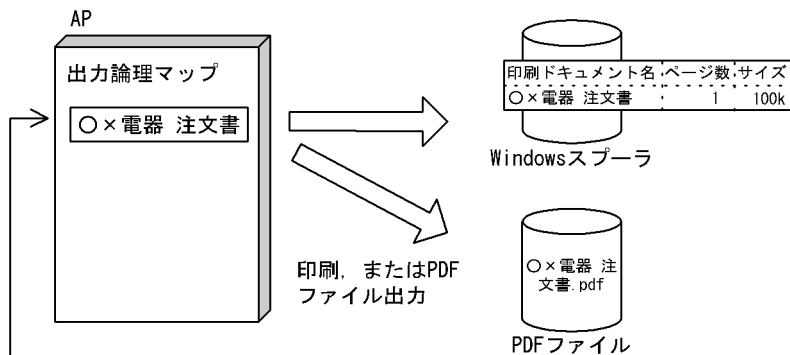 AP
出力論理マップ
○×電器 注文書
印刷ドキュメント名 ページ数 サイズ
○×電器 注文書 1 100k
Windowsスプーラ
印刷，またはPDF
ファイル出力
○×電器 注
文書.pdf
PDFファイル